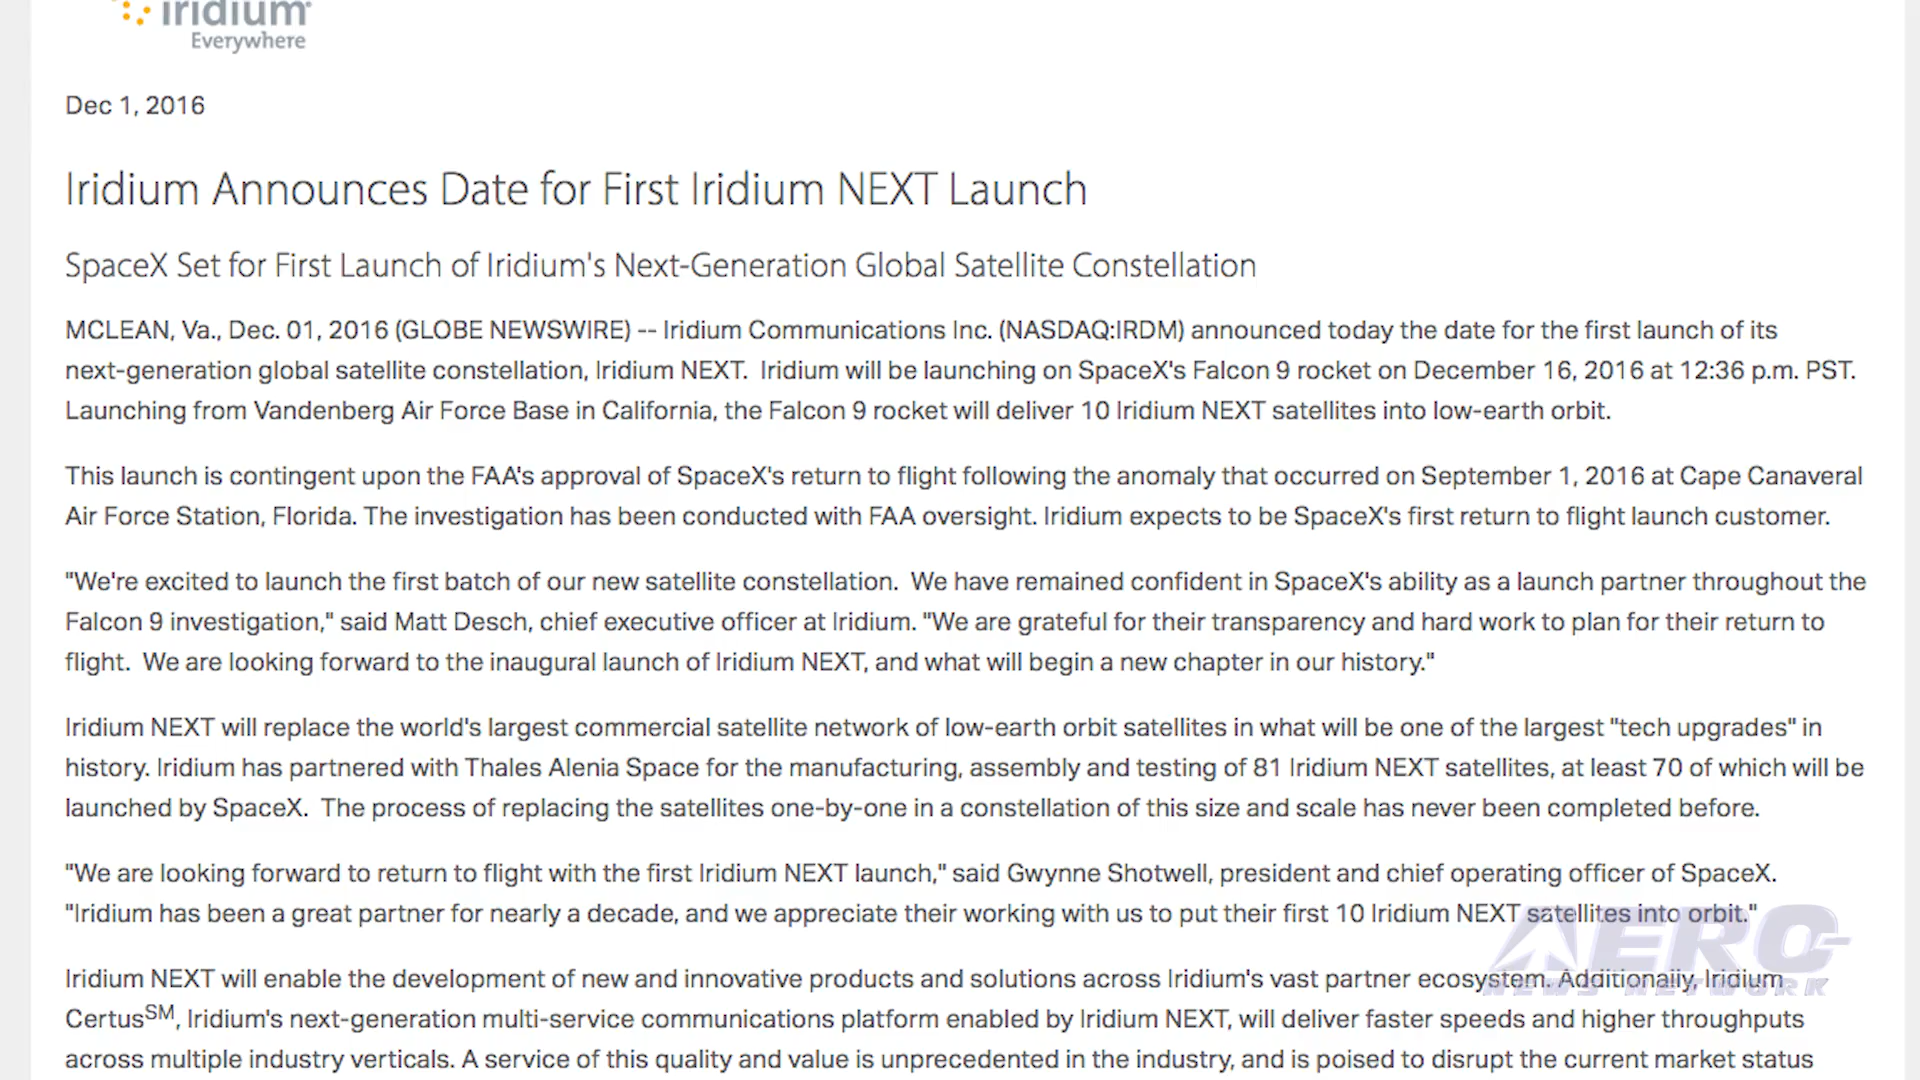 iridium
Everywhere
Dec 1, 2016
Iridium Announces Date for First Iridium NEXT Launch
SpaceX Set for First Launch of Iridium's Next-Generation Global Satellite Constellation
MCLEAN, Va., Dec. 01, 2016 (GLOBE NEWSWIRE) -- Iridium Communications Inc. (NASDAQ:IRDM) announced today the date for the first launch of its
next-generation global satellite constellation, Iridium NEXT.  Iridium will be launching on SpaceX's Falcon 9 rocket on December 16, 2016 at 12:36 p.m. PST.
Launching from Vandenberg Air Force Base in California, the Falcon 9 rocket will deliver 10 Iridium NEXT satellites into low-earth orbit.
This launch is contingent upon the FAA's approval of SpaceX's return to flight following the anomaly that occurred on September 1, 2016 at Cape Canaveral
Air Force Station, Florida. The investigation has been conducted with FAA oversight. Iridium expects to be SpaceX's first return to flight launch customer.
"We're excited to launch the first batch of our new satellite constellation.  We have remained confident in SpaceX's ability as a launch partner throughout the
Falcon 9 investigation," said Matt Desch, chief executive officer at Iridium. "We are grateful for their transparency and hard work to plan for their return to
flight.  We are looking forward to the inaugural launch of Iridium NEXT, and what will begin a new chapter in our history."
Iridium NEXT will replace the world's largest commercial satellite network of low-earth orbit satellites in what will be one of the largest "tech upgrades" in
history. Iridium has partnered with Thales Alenia Space for the manufacturing, assembly and testing of 81 Iridium NEXT satellites, at least 70 of which will be
launched by SpaceX.  The process of replacing the satellites one-by-one in a constellation of this size and scale has never been completed before.
"We are looking forward to return to flight with the first Iridium NEXT launch," said Gwynne Shotwell, president and chief operating officer of SpaceX.
"Iridium has been a great partner for nearly a decade, and we appreciate their working with us to put their first 10 Iridium NEXT satellites into orbit."
Iridium NEXT will enable the development of new and innovative products and solutions across Iridium's vast partner ecosystem. Additionally, Iridium
Certus℠, Iridium's next-generation multi-service communications platform enabled by Iridium NEXT, will deliver faster speeds and higher throughputs
across multiple industry verticals. A service of this quality and value is unprecedented in the industry, and is poised to disrupt the current market status
AERO-
NEWS NETWORK